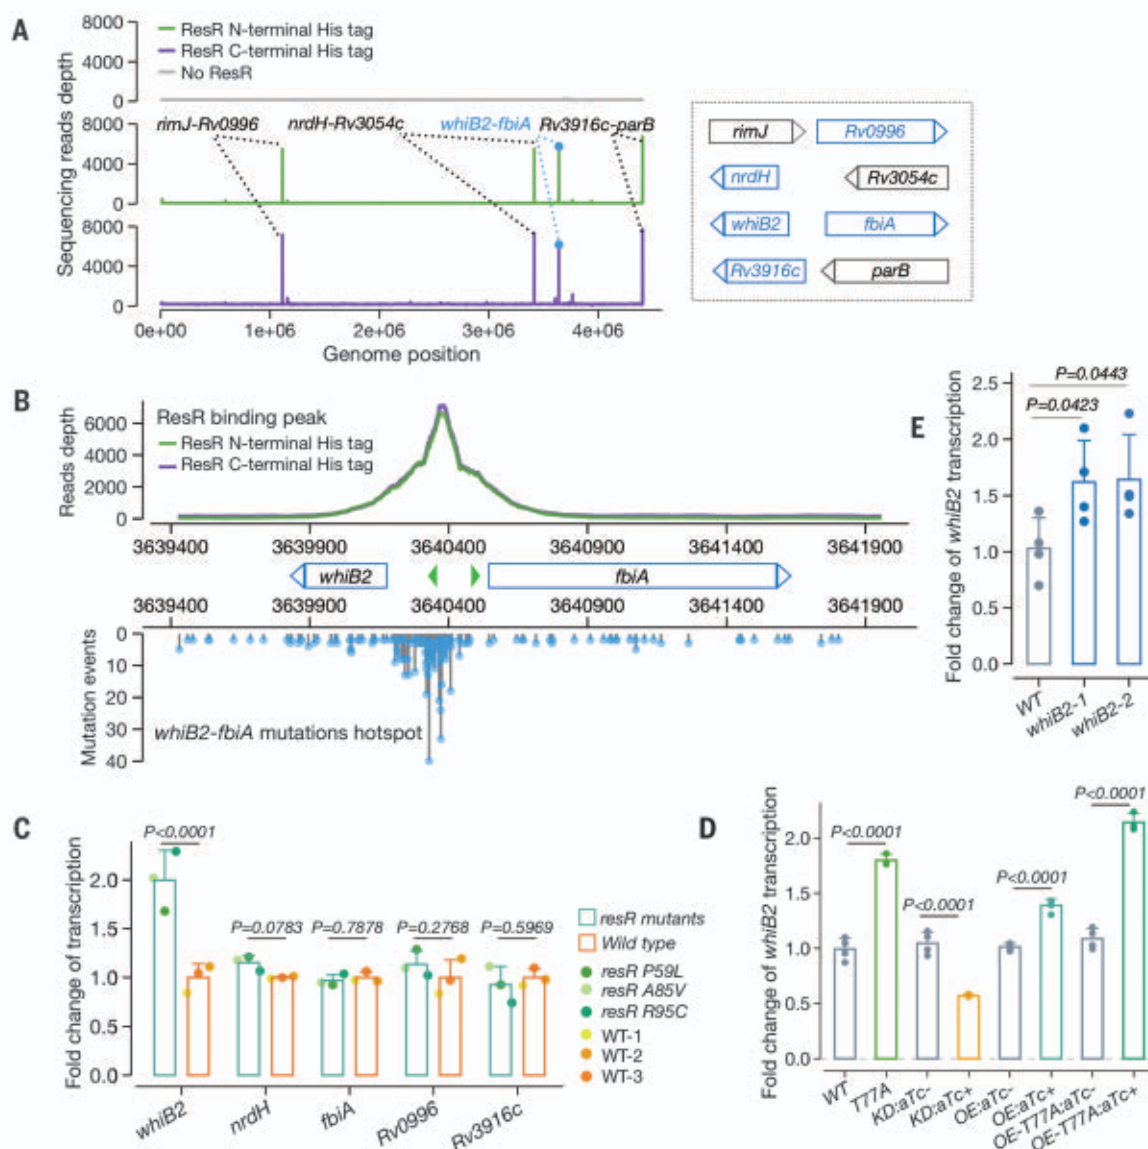 A
8000
4000
0
ResR N-terminal His tag
ResR C-terminal His tag
No ResR
Sequencing reads depth
8000
4000
0
rimJ-Rv0996
nrdH-Rv3054c
whiB2-fbiA
Rv3916c-parB
8000
4000
0
0e+00
1e+06
2e+06
3e+06
4e+06
Genome position
rimJ
Rv0996
nrdH
Rv3054c
whiB2
fbiA
Rv3916c
parB
B
Reads depth
6000
4000
2000
0
ResR binding peak
ResR N-terminal His tag
ResR C-terminal His tag
3639400
3639900
3640400
3640900
3641400
3641900
whiB2
fbiA
3639400
3639900
3640400
3640900
3641400
3641900
Mutation events
0
10
20
30
40
whiB2-fbiA mutations hotspot
E
Fold change of whiB2 transcription
2.5
2.0
1.5
1.0
0.5
0.0
P=0.0443
P=0.0423
WT
whiB2-1
whiB2-2
C
Fold change of transcription
2.0
1.5
1.0
0.5
0.0
P<0.0001
P=0.0783
P=0.7878
P=0.2768
P=0.5969
whiB2
nrdH
fbiA
Rv0996
Rv3916c
resR mutants
Wild type
resR P59L
resR A85V
resR R95C
WT-1
WT-2
WT-3
D
Fold change of whiB2 transcription
2.0
1.5
1.0
0.5
0.0
P<0.0001
P<0.0001
P<0.0001
P<0.0001
WT
T77A
KD:aTc-
KD:aTc+
OE:aTc-
OE:aTc+
OE-T77A:aTc-
OE-T77A:aTc+